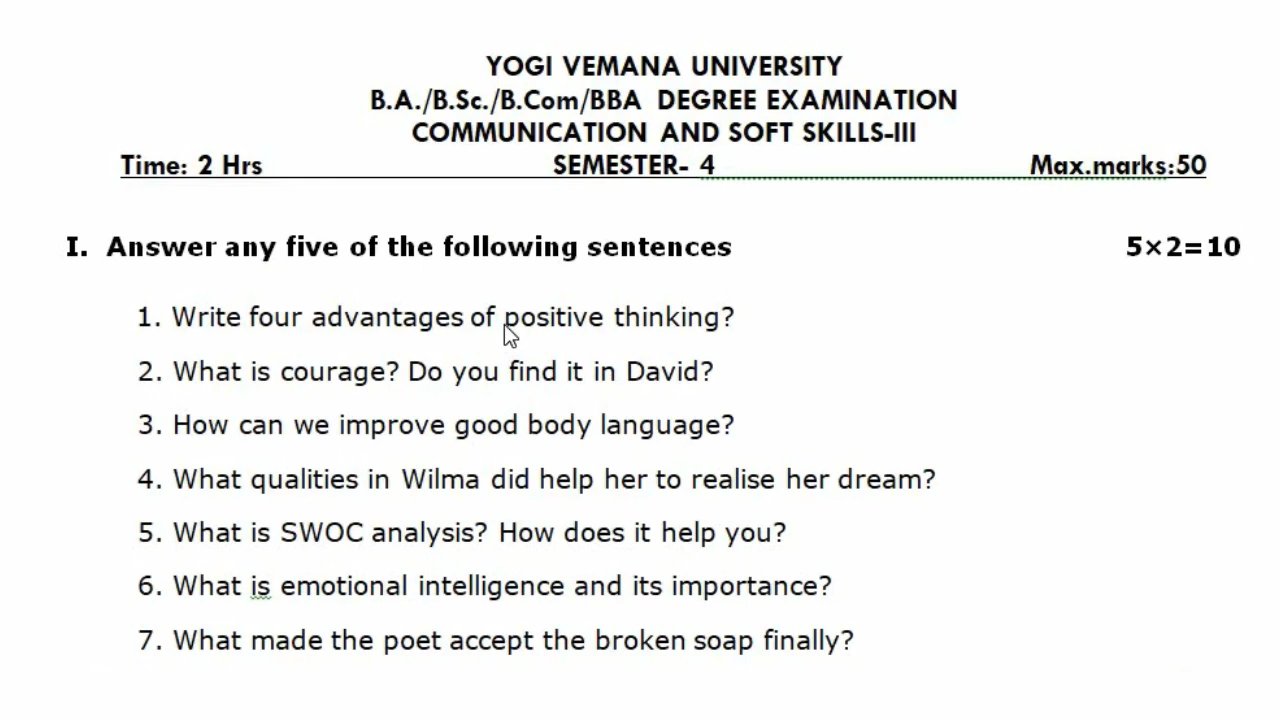 YOGI VEMANA UNIVERSITY
B.A./B.Sc./B.Com/BBA DEGREE EXAMINATION
COMMUNICATION AND SOFT SKILLS-III
Time: 2 Hrs SEMESTER- 4 Max.marks:50
I. Answer any five of the following sentences 5×2=10
1. Write four advantages of positive thinking?
2. What is courage? Do you find it in David?
3. How can we improve good body language?
4. What qualities in Wilma did help her to realise her dream?
5. What is SWOC analysis? How does it help you?
6. What is emotional intelligence and its importance?
7. What made the poet accept the broken soap finally?